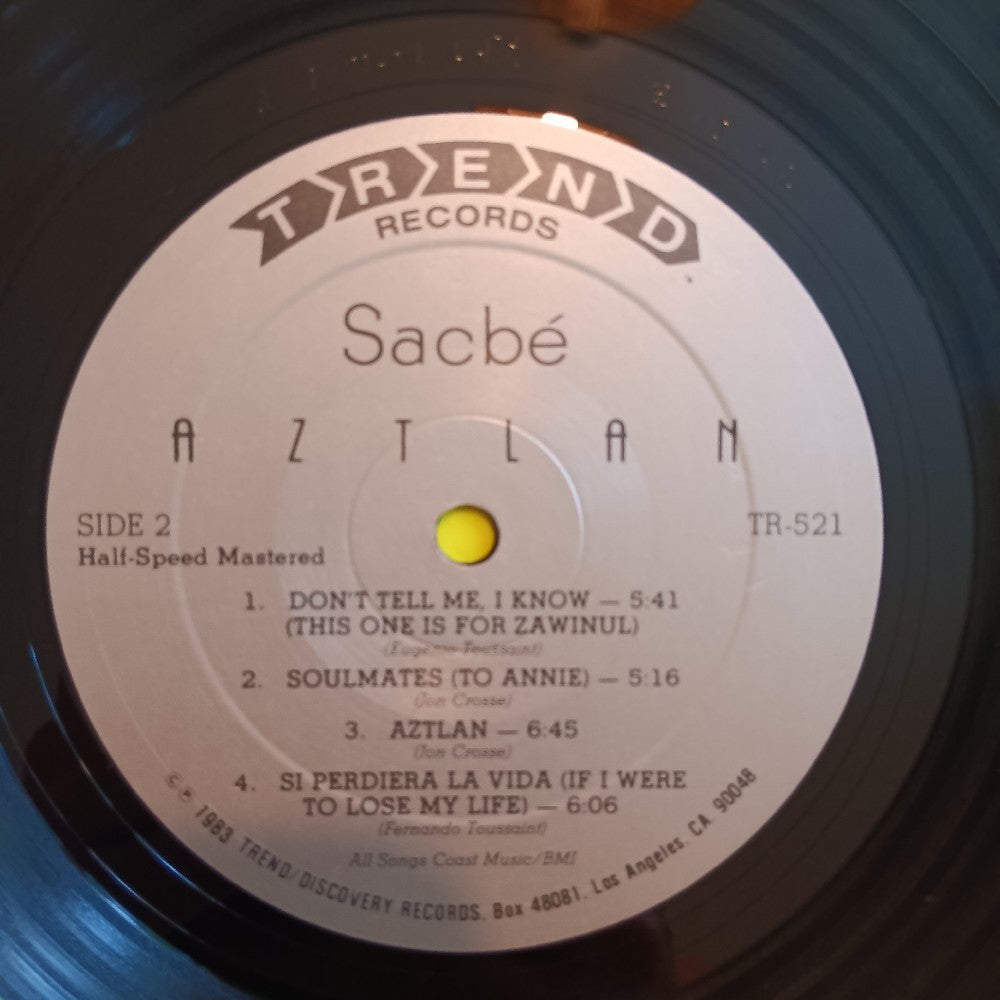 TREND
RECORDS
Sacbé
AZTLAN
SIDE 2
Half-Speed Mastered
TR-521
1. DON'T TELL ME, I KNOW — 5:41
(THIS ONE IS FOR ZAWINUL)
(Eugenio Toussaint)
2. SOULMATES (TO ANNIE) — 5:16
(Jon Crosse)
3. AZTLAN — 6:45
(Jon Crosse)
4. SI PERDIERA LA VIDA (IF I WERE
TO LOSE MY LIFE) — 6:06
(Fernando Toussaint)
All Songs Coast Music/BMI
© ℗ 1983 TREND/DISCOVERY RECORDS. Box 48081. Los Angeles. CA 90048